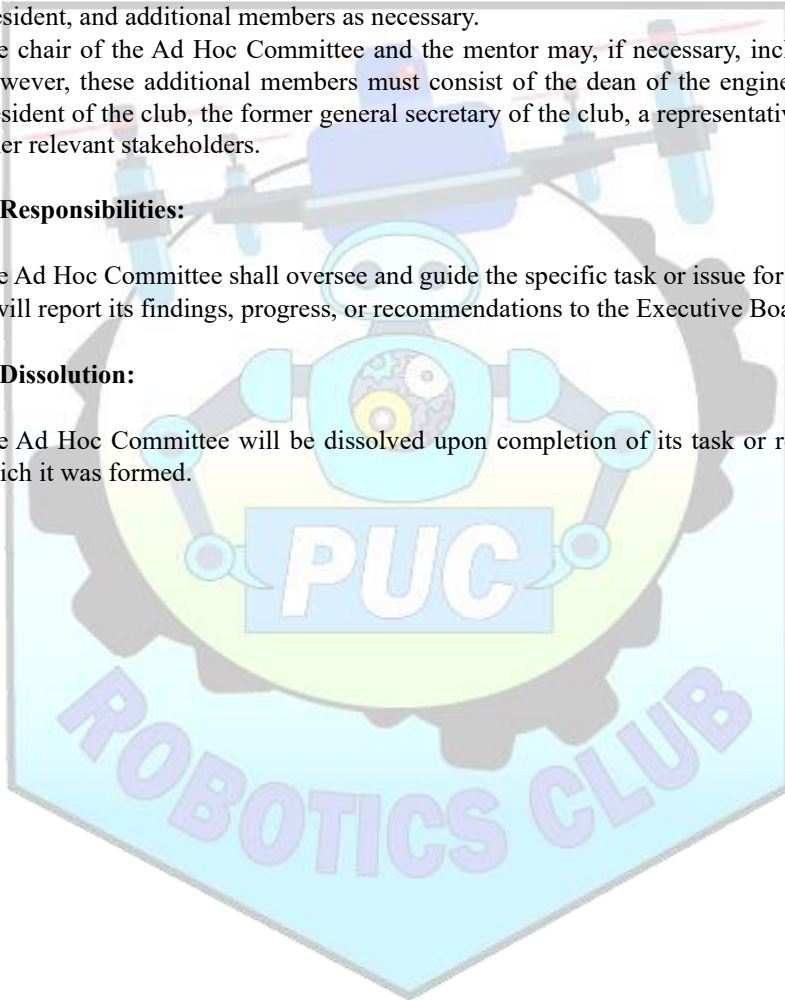 esident, and additional members as necessary.
e chair of the Ad Hoc Committee and the mentor may, if necessary, incl
wever, these additional members must consist of the dean of the engine
esident of the club, the former general secretary of the club, a representativ
er relevant stakeholders.
Responsibilities:
e Ad Hoc Committee shall oversee and guide the specific task or issue for
will report its findings, progress, or recommendations to the Executive Boa
Dissolution:
e Ad Hoc Committee will be dissolved upon completion of its task or r
ich it was formed.
PUC
ROBOTICS CLUB